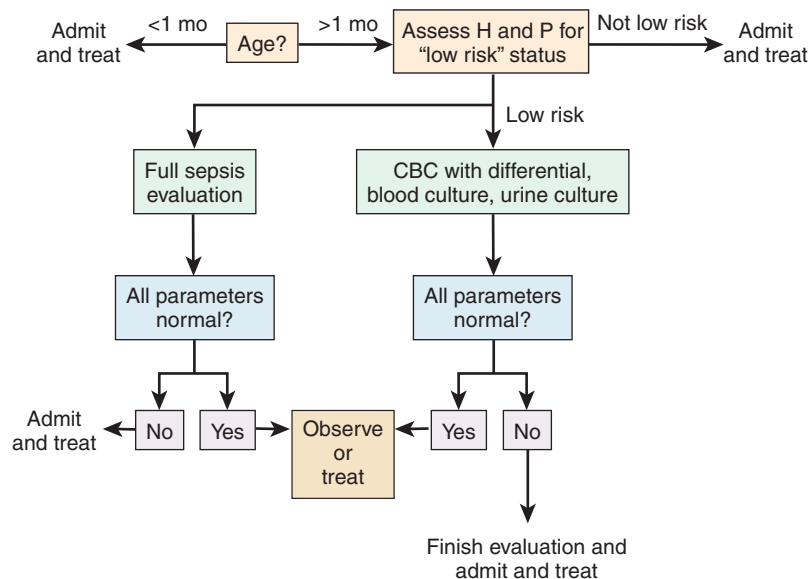 Admit
and treat
<1 mo
Age?
>1 mo
Assess H and P for
“low risk” status
Not low risk
Admit
and treat
Low risk
Full sepsis
evaluation
CBC with differential,
blood culture, urine culture
All parameters
normal?
All parameters
normal?
Admit
and treat
No
Yes
Observe
or
treat
Yes
No
Finish evaluation and
admit and treat